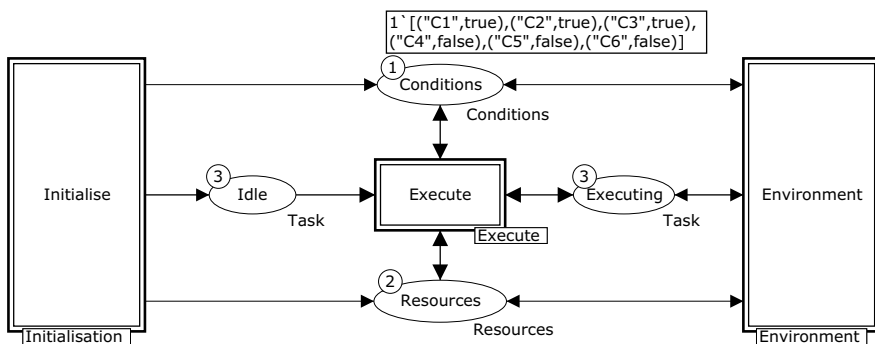 1`[("C1",true),("C2",true),("C3",true),
("C4",false),("C5",false),("C6",false)]
1
Conditions
Conditions
Initialise
3
Idle
Task
Execute
Execute
3
Executing
Task
Environment
2
Resources
Resources
Initialisation
Environment